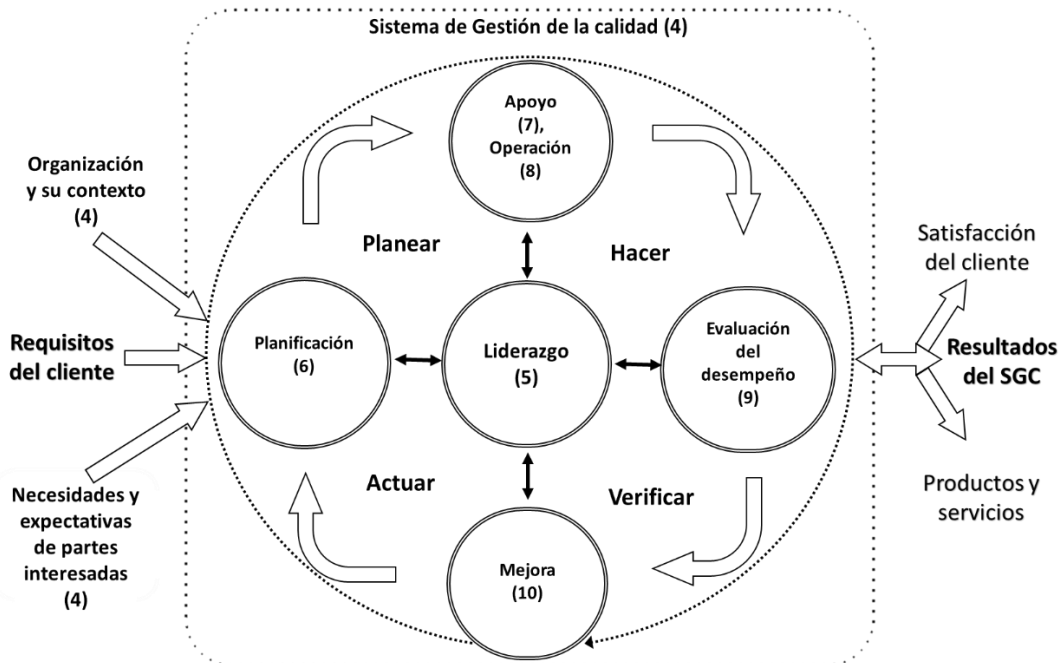 Sistema de Gestión de la calidad (4)
Apoyo
(7),
Operación
(8)
Organización
y su contexto
(4)
Planear
Hacer
Satisfacción
del cliente
Requisitos
del cliente
Planificación
(6)
Liderazgo
(5)
Evaluación
del
desempeño
(9)
Resultados
del SGC
Actuar
Verificar
Necesidades y
expectativas
de partes
interesadas
(4)
Productos y
servicios
Mejora
(10)